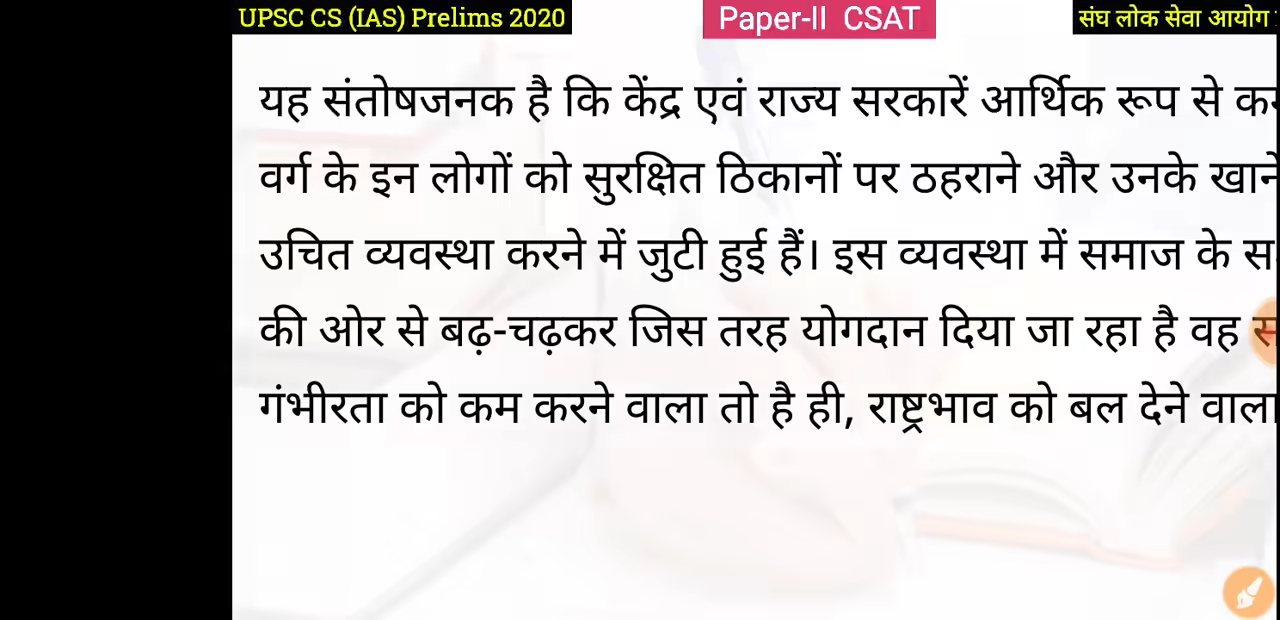 UPSC CS (IAS) Prelims 2020
Paper-II CSAT
संघ लोक सेवा आयोग
यह संतोषजनक है कि केंद्र एवं राज्य सरकारें आर्थिक रूप से
वर्ग के इन लोगों को सुरक्षित ठिकानों पर ठहराने और उनके खाने
उचित व्यवस्था करने में जुटी हुई हैं। इस व्यवस्था में समाज के
की ओर से बढ़-चढ़कर जिस तरह योगदान दिया जा रहा है वह
गंभीरता को कम करने वाला तो है ही, राष्ट्रभाव को बल देने वाला